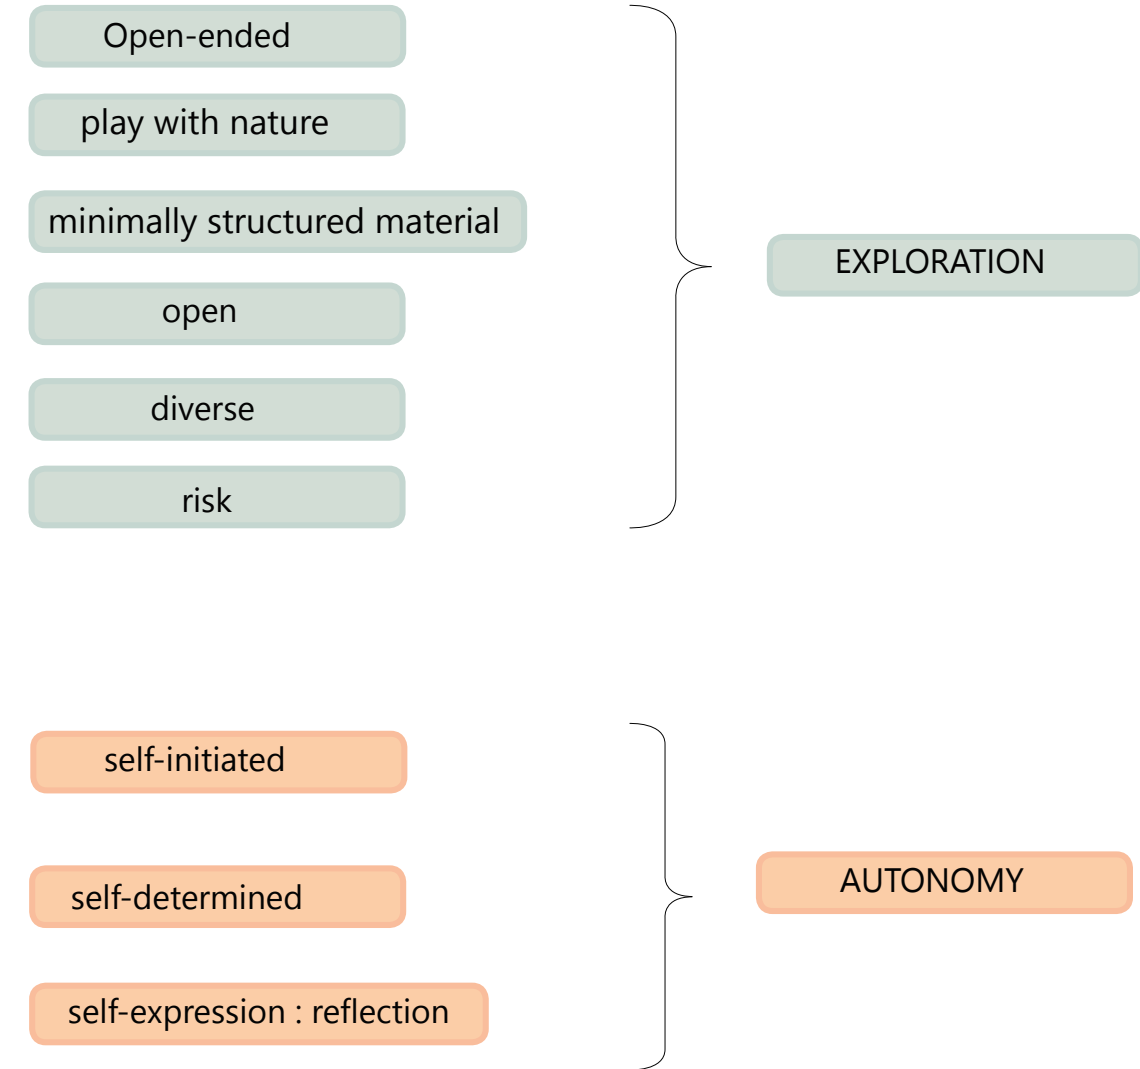 Open-ended
play with nature
minimally structured material
open
diverse
risk
EXPLORATION
self-initiated
self-determined
self-expression : reflection
AUTONOMY